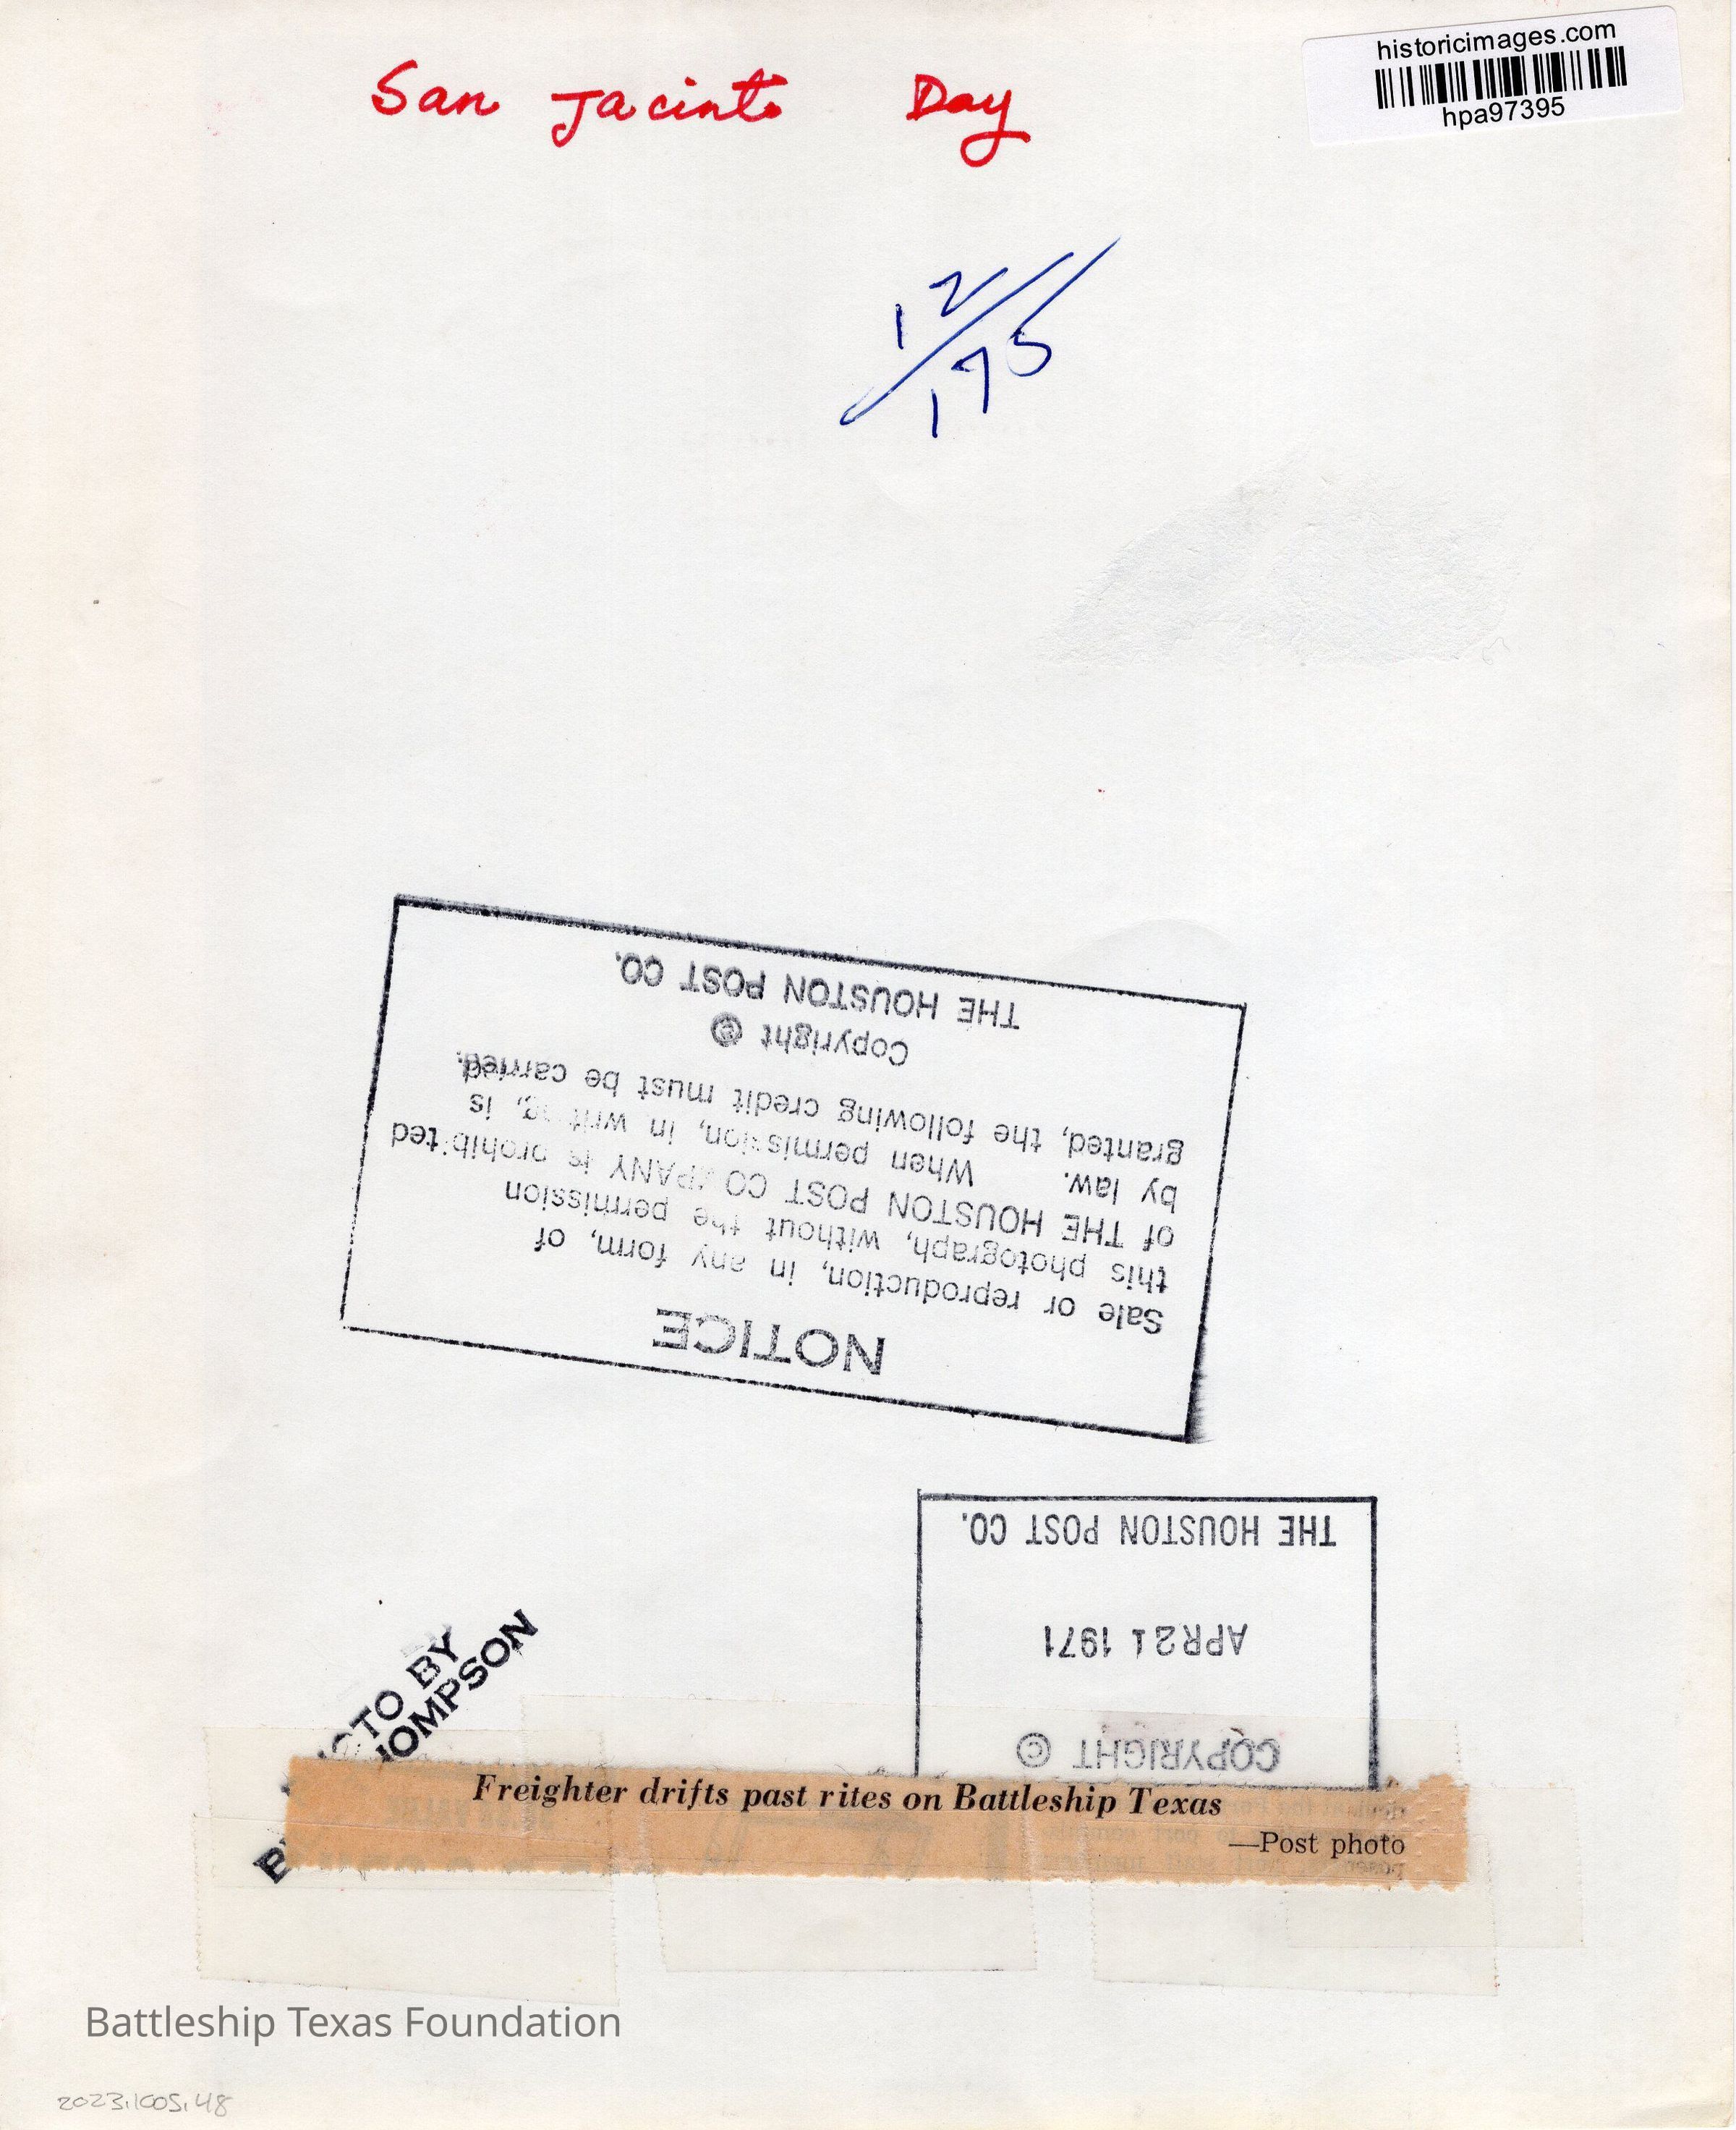 historicimages.com
hpa97395
San Jacinto Day
12/175
THE HOUSTON POST CO.
Copyright ©
granted, the following credit must be carried.
by law. When permission, in writing, is
of THE HOUSTON POST COMPANY is prohibited
this photograph, without the permission
Sale or reproduction, in any form, of
NOTICE
THE HOUSTON POST CO.
APR 21 1971
COPYRIGHT ©
BY
OMPSON
Freighter drifts past rites on Battleship Texas
—Post photo
Battleship Texas Foundation
2023.1005.48